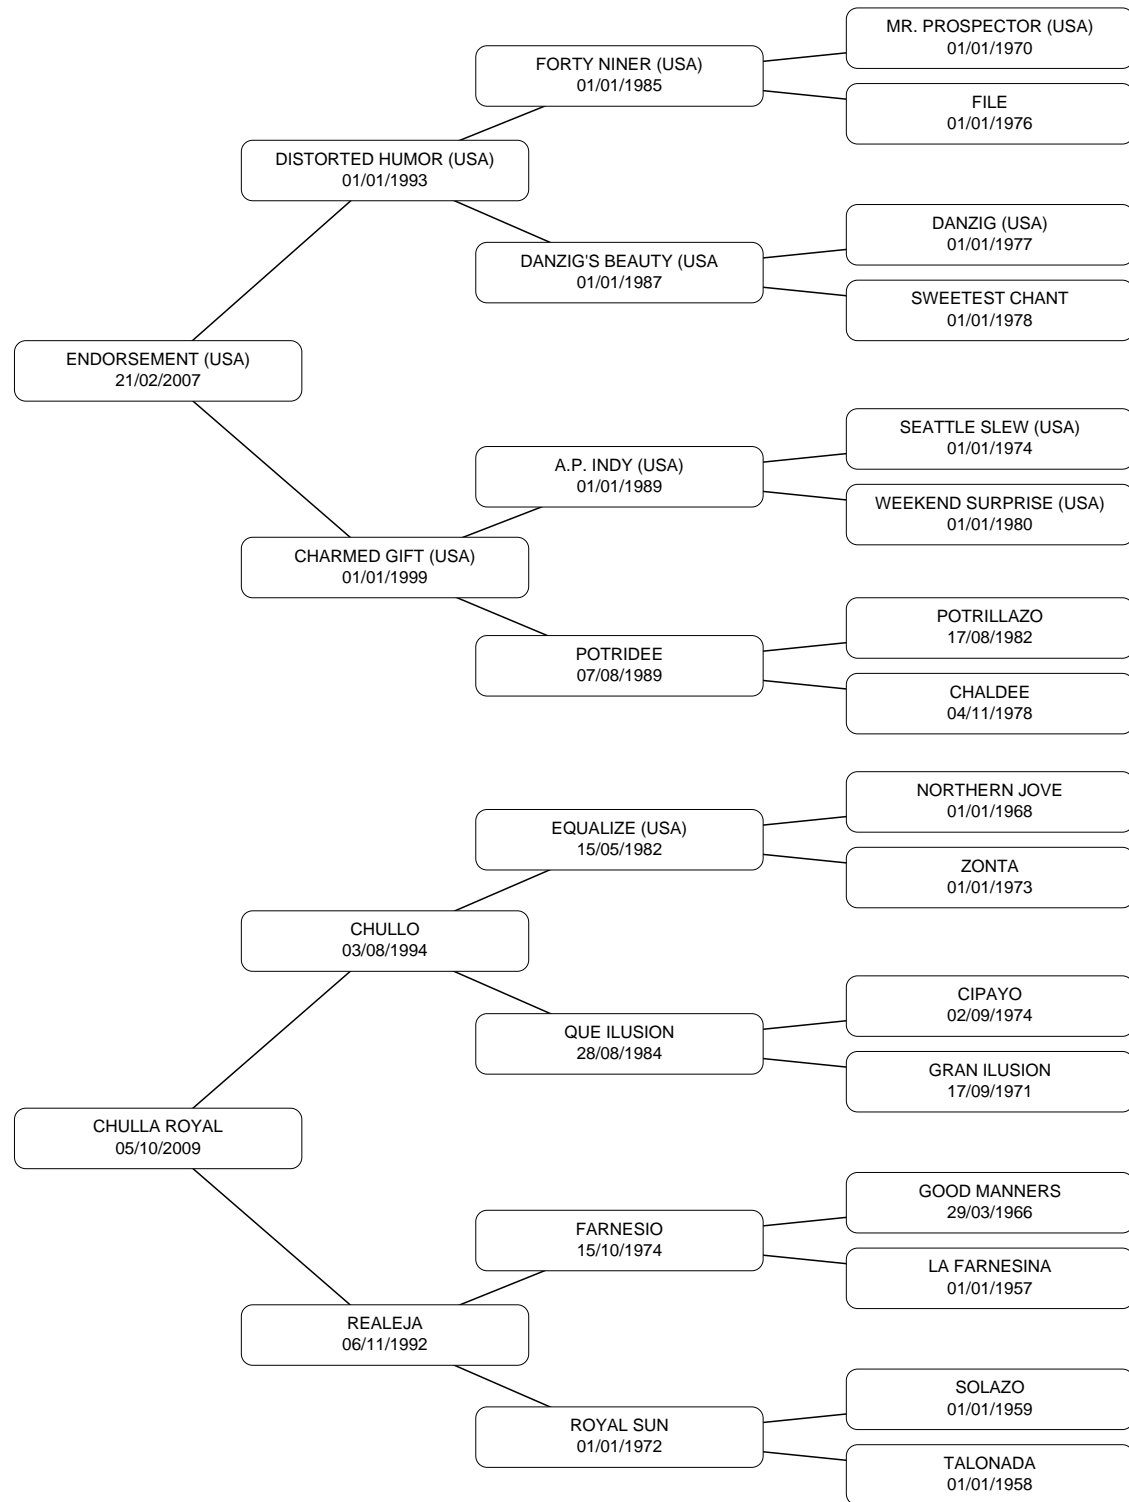 MR. PROSPECTOR (USA)
01/01/1970
FORTY NINER (USA)
01/01/1985
FILE
01/01/1976
DISTORTED HUMOR (USA)
01/01/1993
DANZIG (USA)
01/01/1977
DANZIG'S BEAUTY (USA
01/01/1987
SWEETEST CHANT
01/01/1978
ENDORSEMENT (USA)
21/02/2007
SEATTLE SLEW (USA)
01/01/1974
A.P. INDY (USA)
01/01/1989
WEEKEND SURPRISE (USA)
01/01/1980
CHARMED GIFT (USA)
01/01/1999
POTRILLAZO
17/08/1982
POTRIDEE
07/08/1989
CHALDEE
04/11/1978
NORTHERN JOVE
01/01/1968
EQUALIZE (USA)
15/05/1982
ZONTA
01/01/1973
CHULLO
03/08/1994
CIPAYO
02/09/1974
QUE ILUSION
28/08/1984
GRAN ILUSION
17/09/1971
CHULLA ROYAL
05/10/2009
GOOD MANNERS
29/03/1966
FARNESIO
15/10/1974
LA FARNESINA
01/01/1957
REALEJA
06/11/1992
SOLAZO
01/01/1959
ROYAL SUN
01/01/1972
TALONADA
01/01/1958